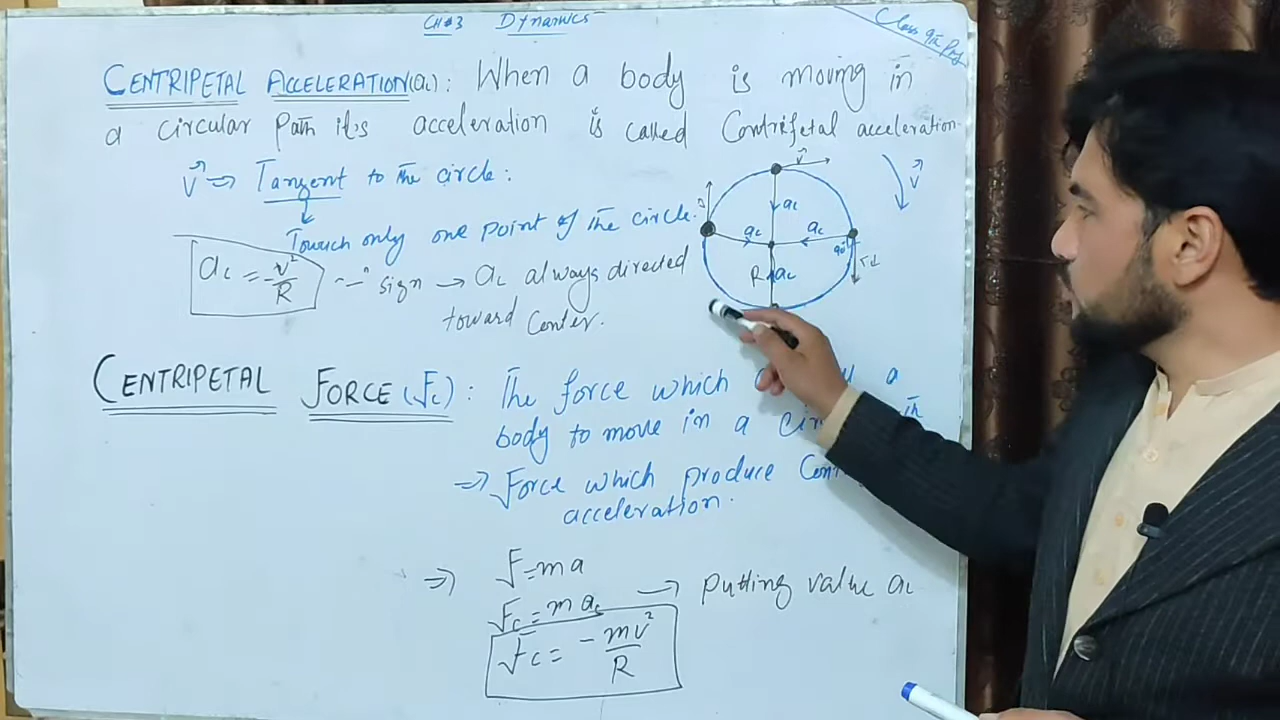 CH#3 Dynamics
Class 9th Phy
CENTRIPETAL ACCELERATION (ac): When a body is moving in
a circular Path it's acceleration is called Centripetal acceleration.
v ⇒ Tangent to the circle:
↓
Touch only one point of the circle.
ac = -v²/R "-" sign → ac always directed
toward Center.
v
v
ac
ac ac
90°
R ac
v
CENTRIPETAL FORCE (Fc): The force which a
body to move in a
⇒ Force which produce
acceleration.
⇒ F = ma
Fc = m ac → putting value ac
Fc = -mv²/R